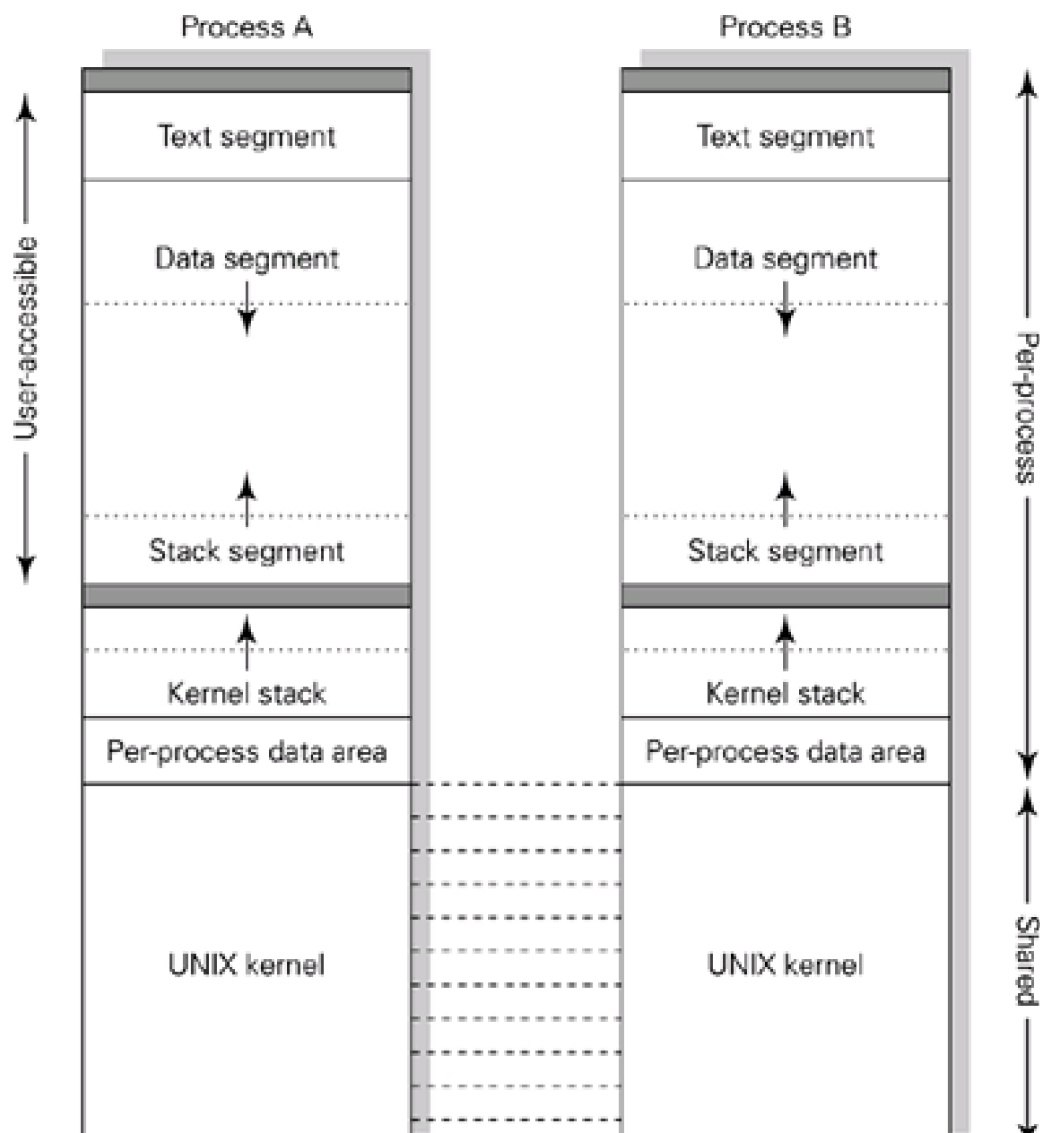 Process A
Process B
Text segment
Text segment
Data segment
Data segment
User-accessible
Per-process
Stack segment
Stack segment
Kernel stack
Kernel stack
Per-process data area
Per-process data area
UNIX kernel
UNIX kernel
Shared